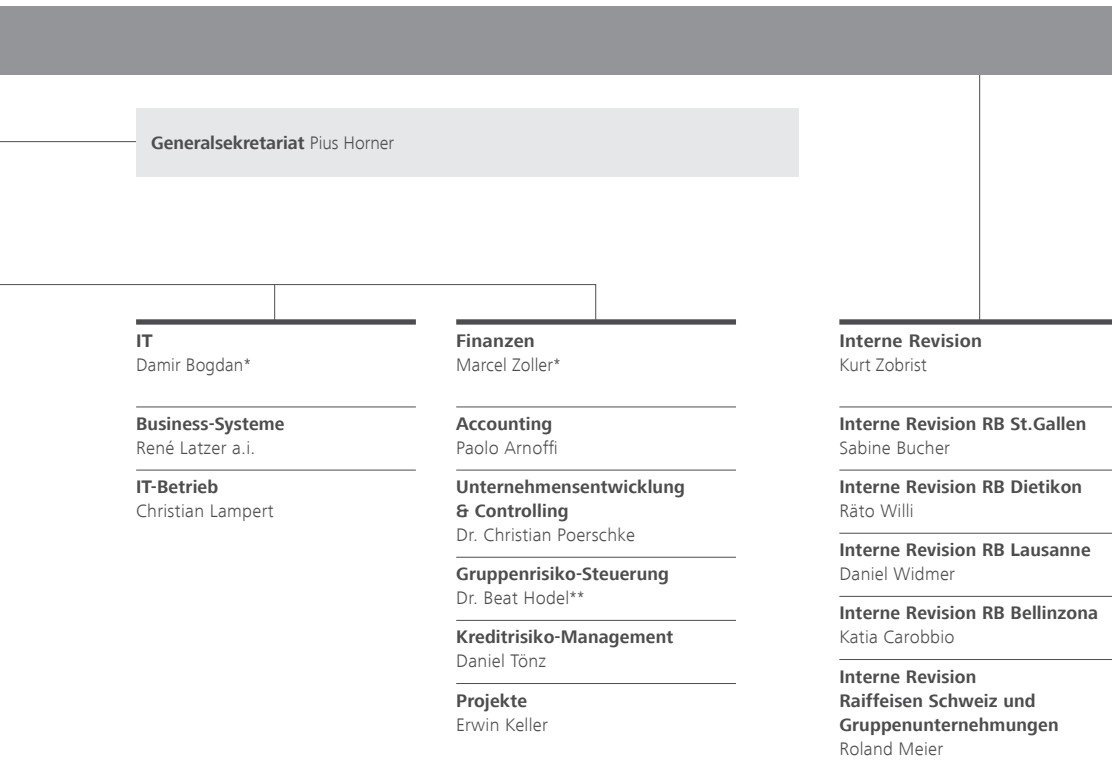 Generalsekretariat Pius Horner
IT
Damir Bogdan*
Business-Systeme
René Latzer a.i.
IT-Betrieb
Christian Lampert
Finanzen
Marcel Zoller*
Accounting
Paolo Arnoffi
Unternehmensentwicklung
& Controlling
Dr. Christian Poerschke
Gruppenrisiko-Steuerung
Dr. Beat Hodel**
Kreditrisiko-Management
Daniel Tönz
Projekte
Erwin Keller
Interne Revision
Kurt Zobrist
Interne Revision RB St.Gallen
Sabine Bucher
Interne Revision RB Dietikon
Räto Willi
Interne Revision RB Lausanne
Daniel Widmer
Interne Revision RB Bellinzona
Katia Carobbio
Interne Revision
Raiffeisen Schweiz und
Gruppenunternehmungen
Roland Meier